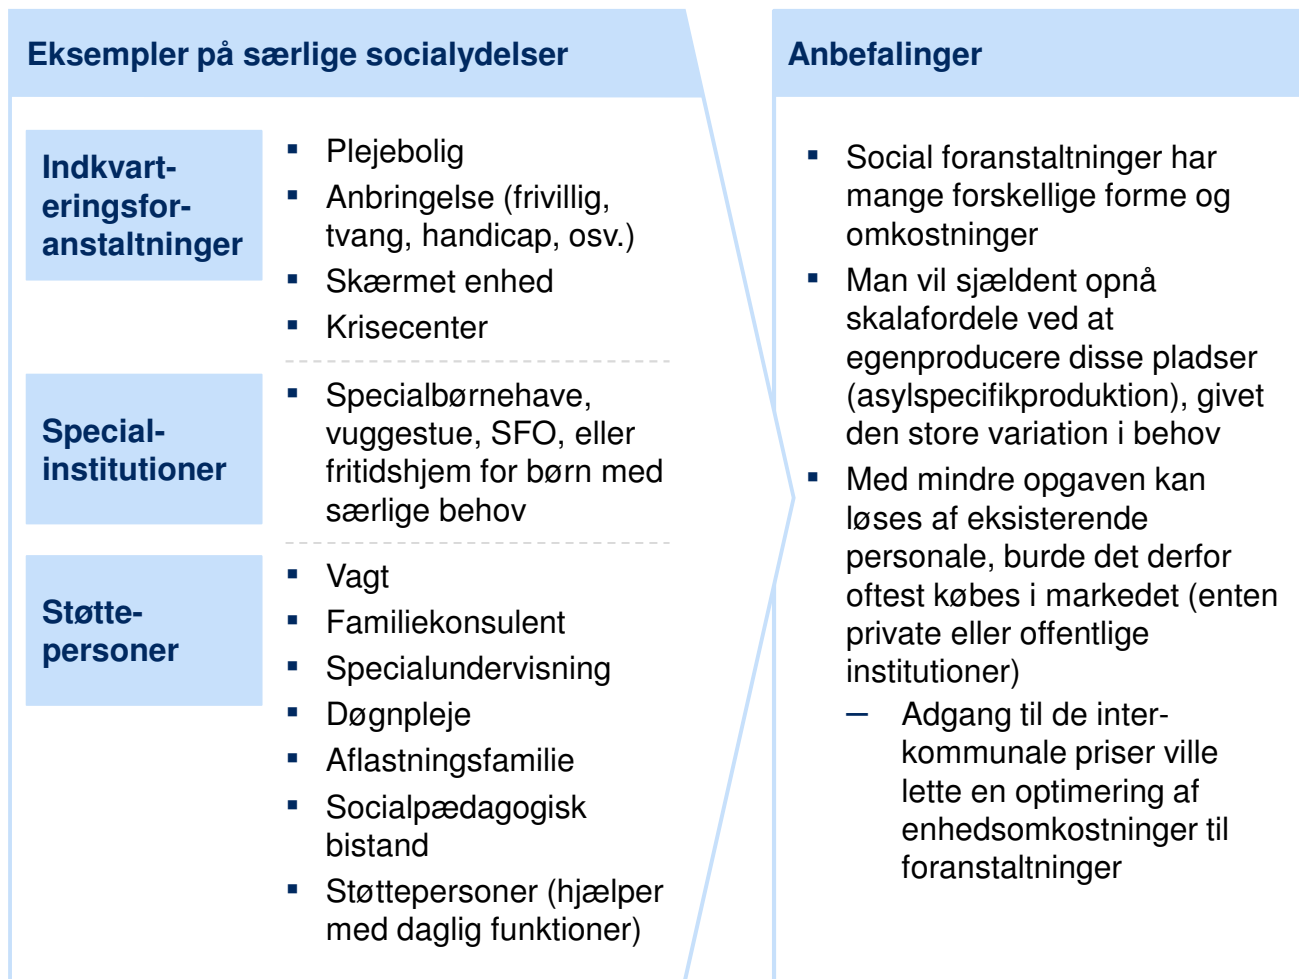 Eksempler på særlige socialydelser
Indkvart-
eringsfor-
anstaltninger
▪ Plejebolig
▪ Anbringelse (frivillig,
tvang, handicap, osv.)
▪ Skærmet enhed
▪ Krisecenter
Special-
institutioner
▪ Specialbørnehave,
vuggestue, SFO, eller
fritidshjem for børn med
særlige behov
Støtte-
personer
▪ Vagt
▪ Familiekonsulent
▪ Specialundervisning
▪ Døgnpleje
▪ Aflastningsfamilie
▪ Socialpædagogisk
bistand
▪ Støttepersoner (hjælper
med daglig funktioner)
Anbefalinger
▪ Social foranstaltninger har
mange forskellige forme og
omkostninger
▪ Man vil sjældent opnå
skalafordele ved at
egenproducere disse pladser
(asylspecifikproduktion), givet
den store variation i behov
▪ Med mindre opgaven kan
løses af eksisterende
personale, burde det derfor
oftest købes i markedet (enten
private eller offentlige
institutioner)
– Adgang til de inter-
kommunale priser ville
lette en optimering af
enhedsomkostninger til
foranstaltninger